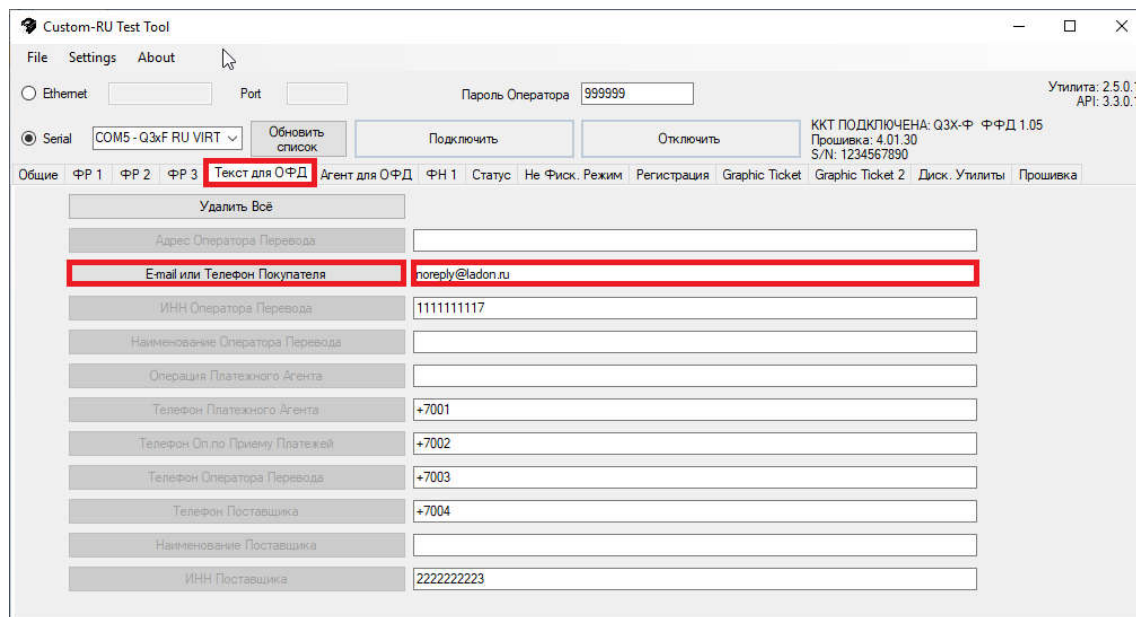 Custom-RU Test Tool
File Settings About
Ethernet Port Пароль Оператора 999999
Утилита: 2.5.0.
API: 3.3.0.
Serial COM5 - Q3xF RU VIRT Обновить список Подключить Отключить
ККТ ПОДКЛЮЧЕНА: Q3X-Ф ФФД 1.05
Прошивка: 4.01.30
S/N: 1234567890
Общие ФР 1 ФР 2 ФР 3 Текст для ОФД Агент для ОФД ФН 1 Статус Не Фиск. Режим Регистрация Graphic Ticket Graphic Ticket 2 Диск. Утилиты Прошивка
Удалить Всё
Адрес Оператора Перевода
E-mail или Телефон Покупателя noreply@ladon.ru
ИНН Оператора Перевода 1111111117
Наименование Оператора Перевода
Операция Платежного Агента
Телефон Платежного Агента +7001
Телефон Оп.по Приему Платежей +7002
Телефон Оператора Перевода +7003
Телефон Поставщика +7004
Наименование Поставщика
ИНН Поставщика 2222222223